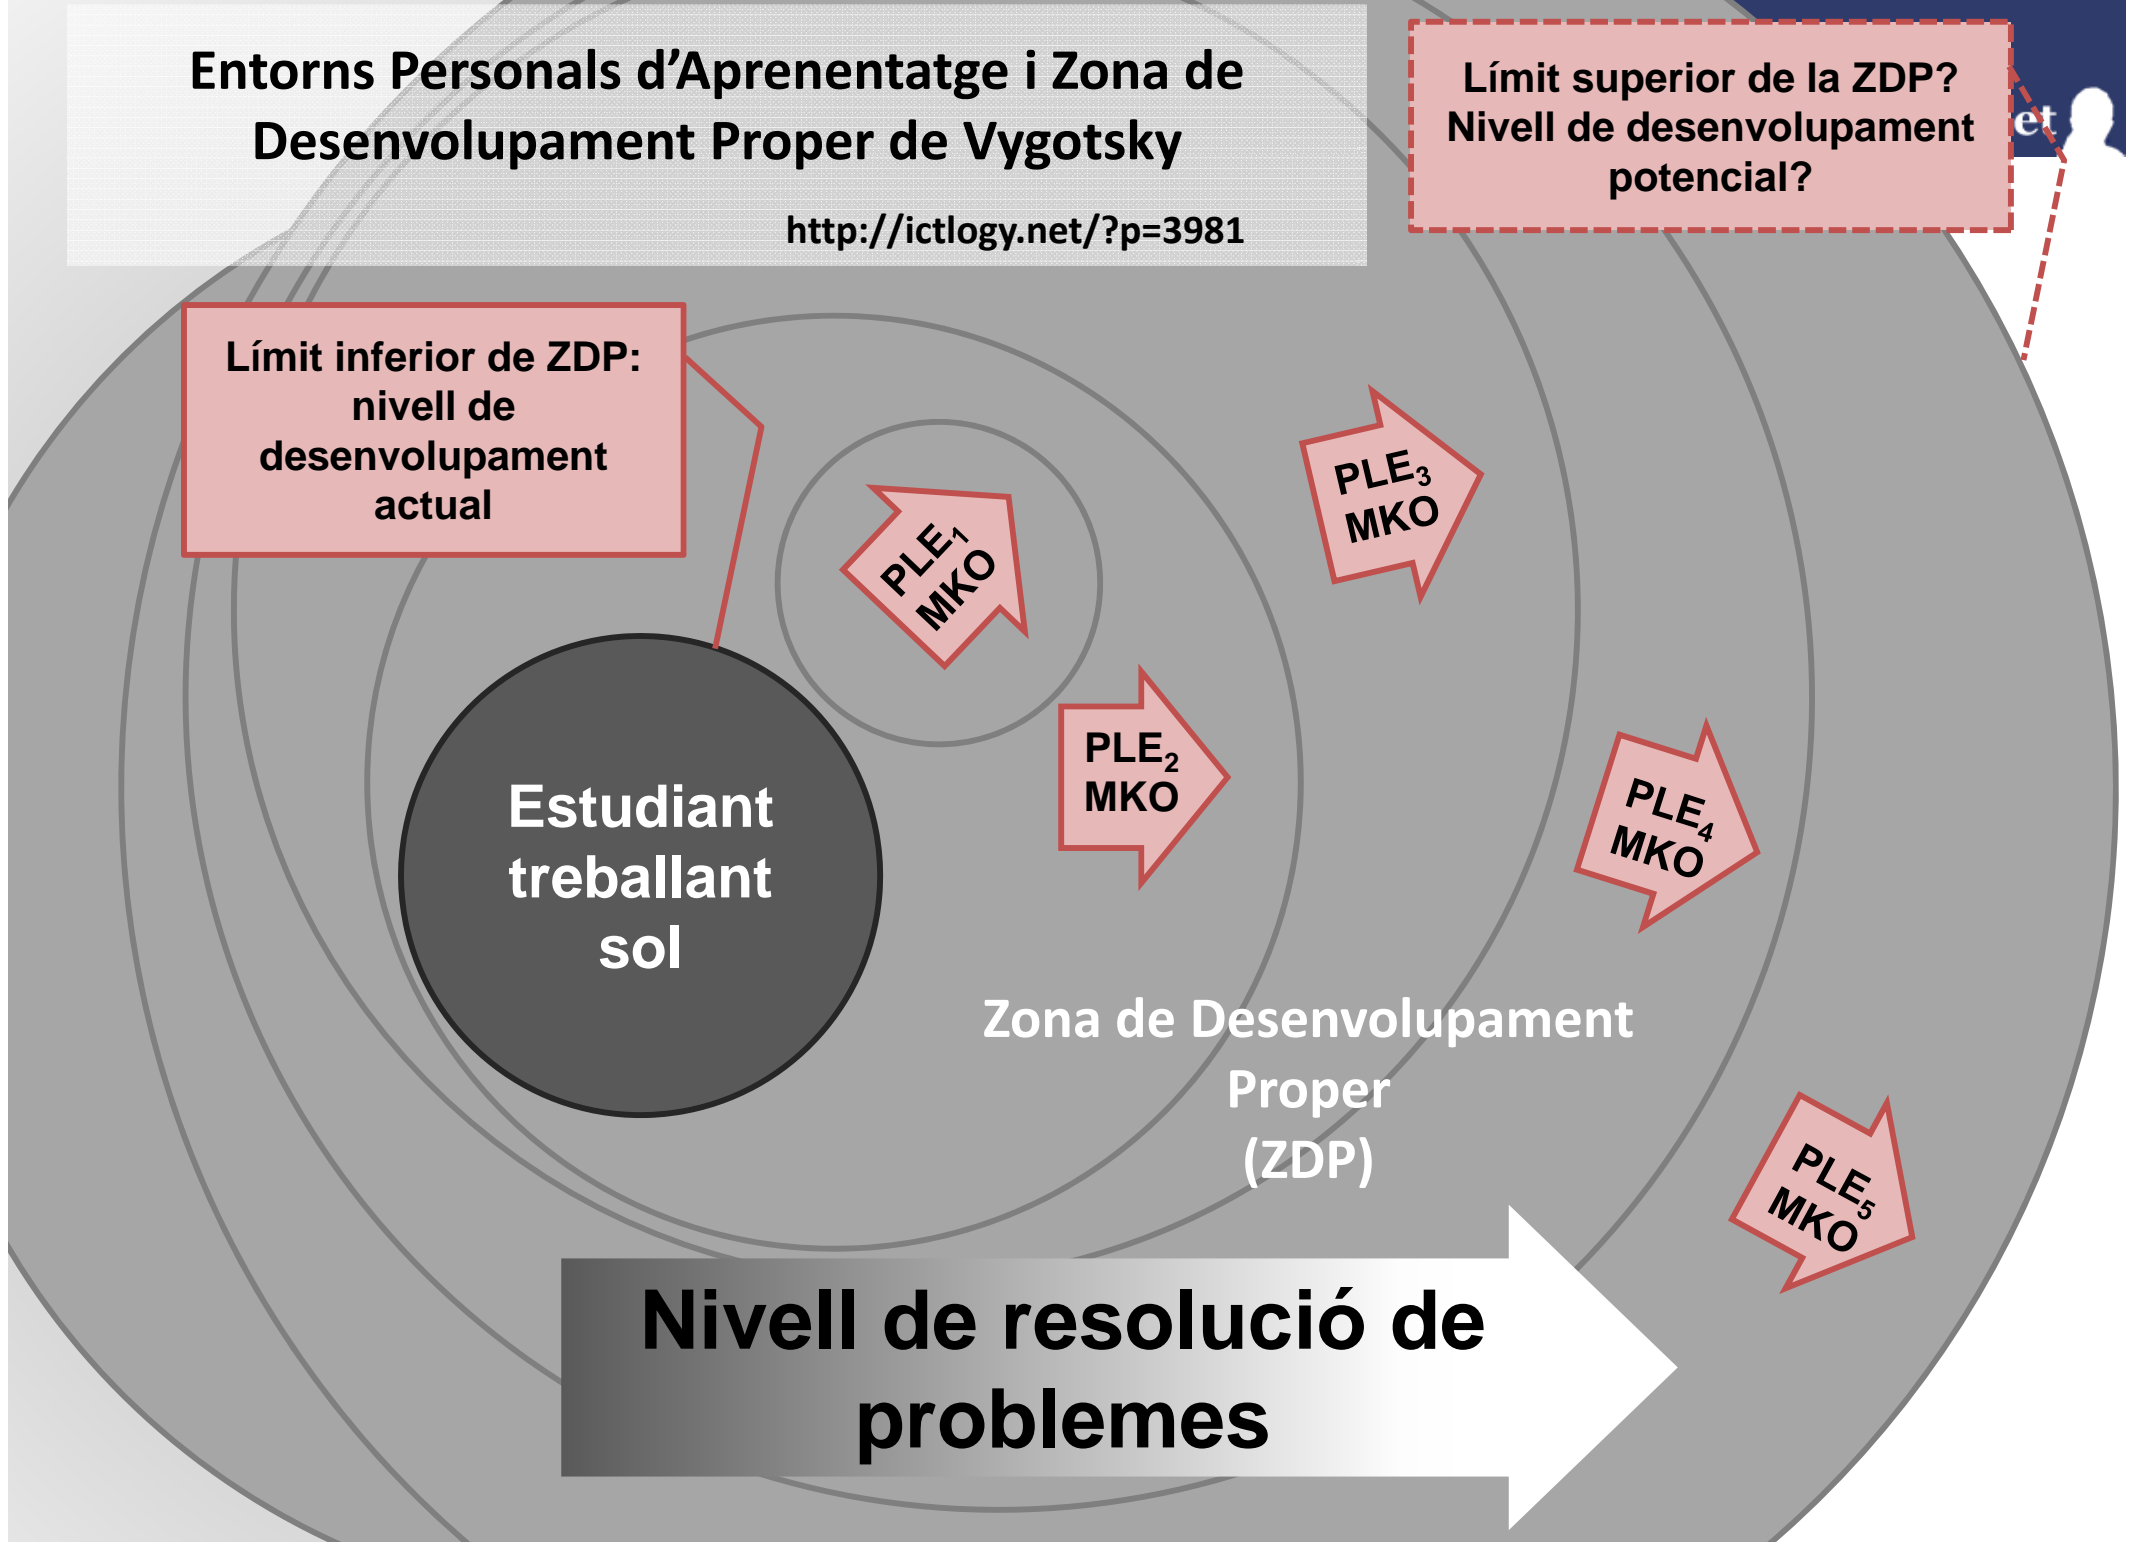 Entorns Personals d’Aprenentatge i Zona de
Desenvolupament Proper de Vygotsky
http://ictlogy.net/?p=3981
Límit superior de la ZDP?
Nivell de desenvolupament
potencial?
et
Límit inferior de ZDP:
nivell de
desenvolupament
actual
PLE1
MKO
PLE2
MKO
PLE3
MKO
PLE4
MKO
PLE5
MKO
Estudiant
treballant
sol
Zona de Desenvolupament
Proper
(ZDP)
Nivell de resolució de
problemes